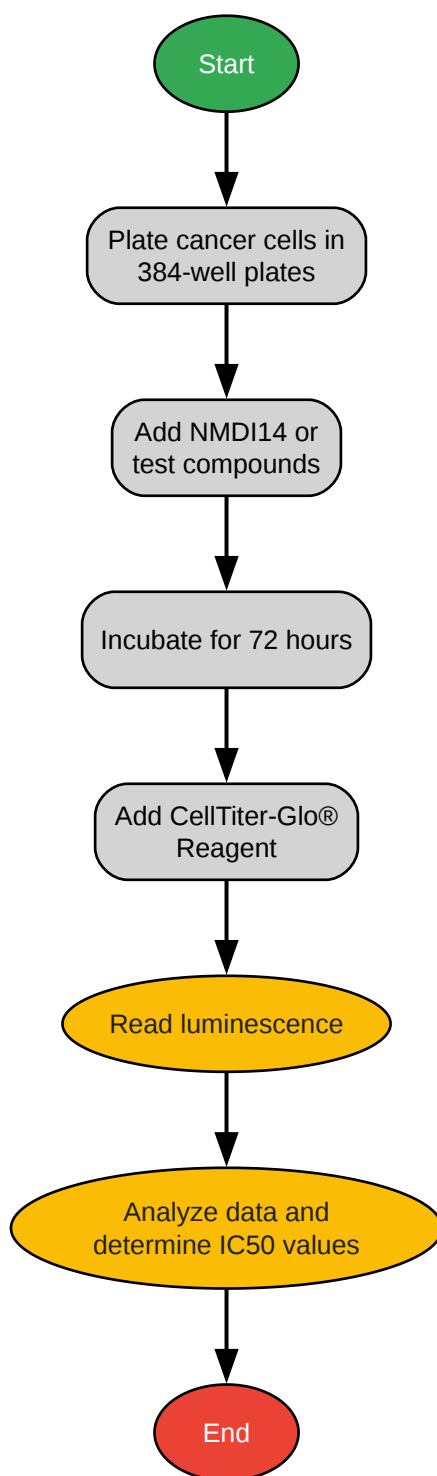 Start
Plate cancer cells in
384-well plates
Add NMDI14 or
test compounds
Incubate for 72 hours
Add CellTiter-Glo®
Reagent
Read luminescence
Analyze data and
determine IC50 values
End